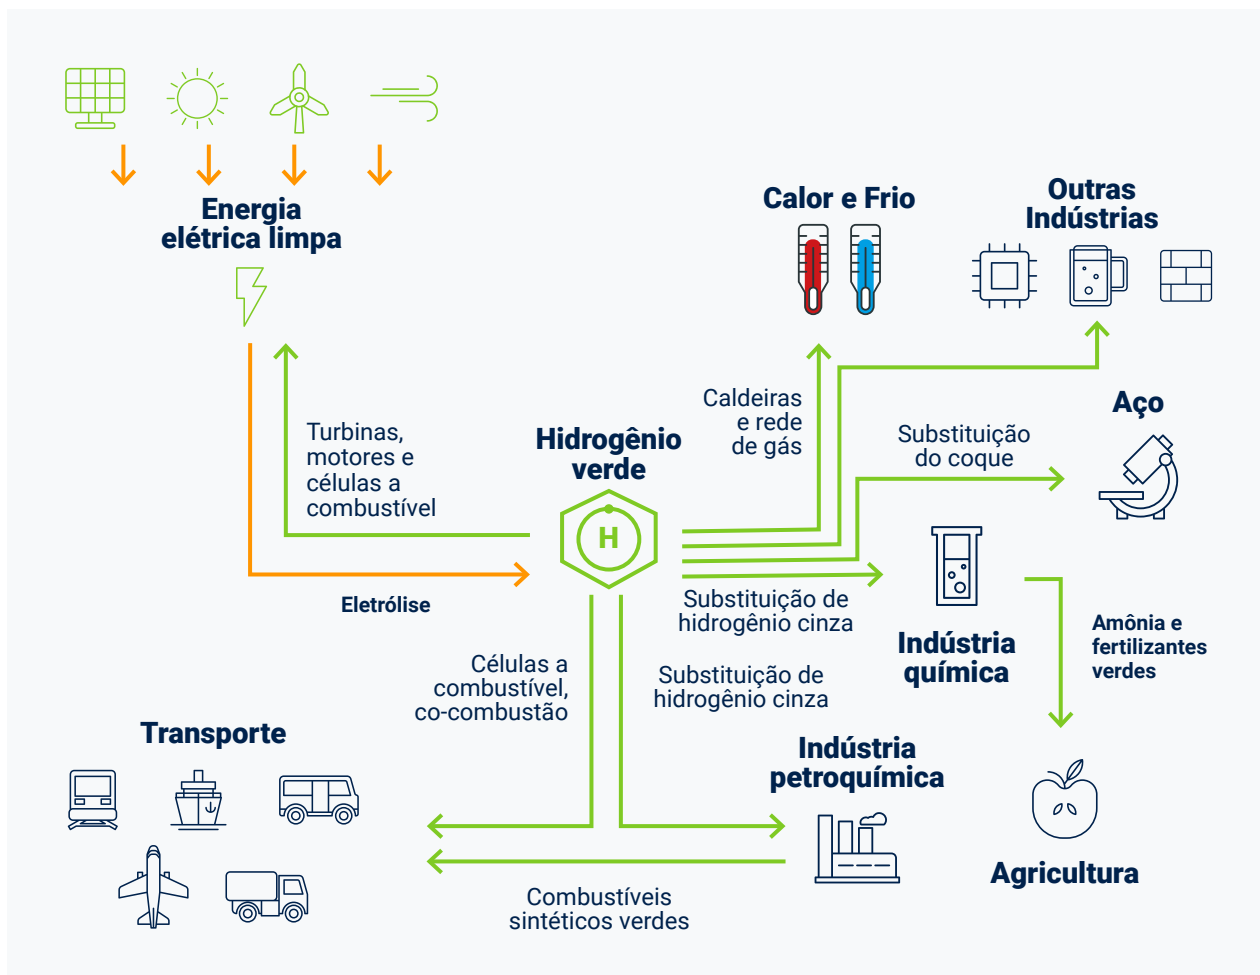 Energia
elétrica limpa
Calor e Frio
Outras
Indústrias
Caldeiras
e rede
de gás
Aço
Substituição
do coque
Turbinas,
motores e
células a
combustível
Hidrogênio
verde
H
Eletrólise
Substituição de
hidrogênio cinza
Indústria
química
Amônia e
fertilizantes
verdes
Células a
combustível,
co-combustão
Substituição de
hidrogênio cinza
Transporte
Indústria
petroquímica
Agricultura
Combustíveis
sintéticos verdes